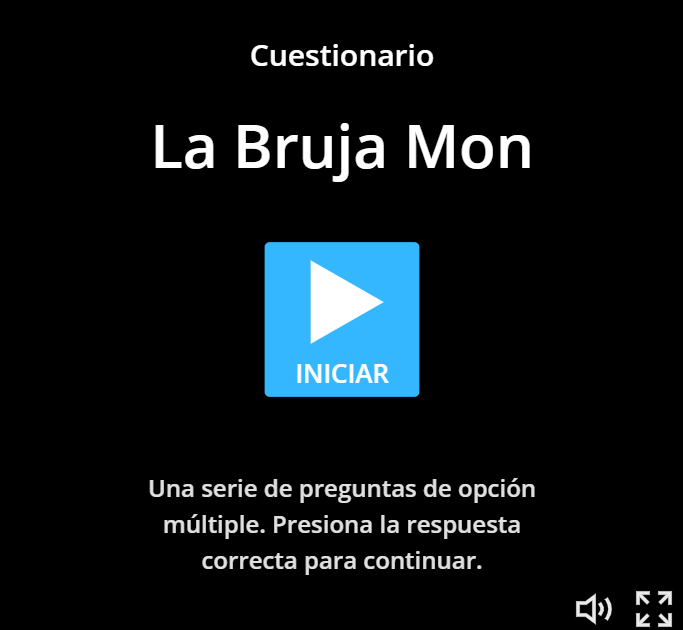 Cuestionario
La Bruja Mon
INICIAR
Una serie de preguntas de opción
múltiple. Presiona la respuesta
correcta para continuar.